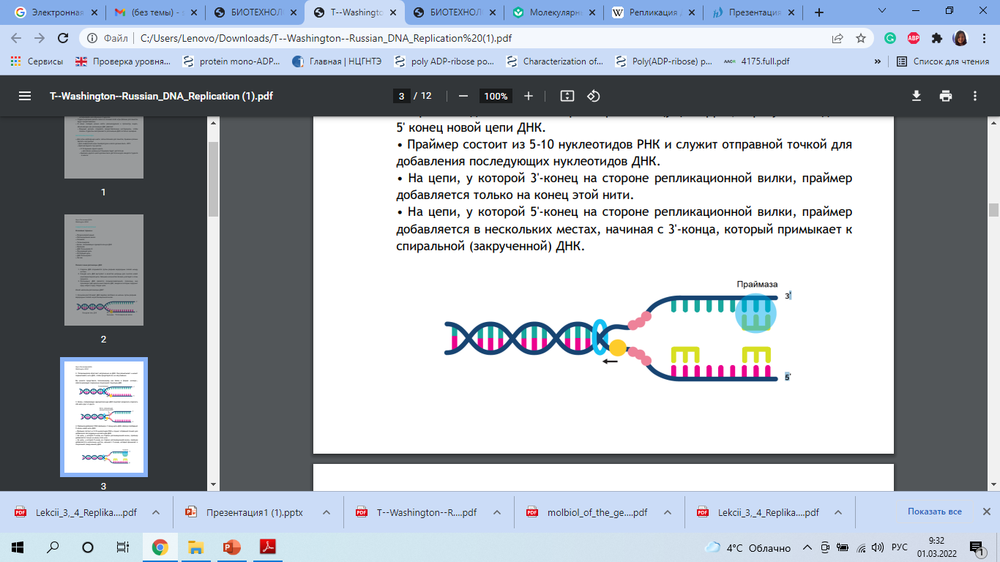 Электронная
(без темы) - s
БИОТЕХНОЛ
T--Washingto
БИОТЕХНОЛ
Молекулярны
Репликация Д
Презентация
Файл C:/Users/Lenovo/Downloads/T--Washington--Russian_DNA_Replication%20(1).pdf
Сервисы
Проверка уровня...
protein mono-ADP...
Главная | НЦГНТЭ
poly ADP-ribose po...
Characterization of...
Poly(ADP-ribose) p...
4175.full.pdf
»
Список для чтения
T--Washington--Russian_DNA_Replication (1).pdf
3 / 12
100%
1
2
3
5' конец новой цепи ДНК.
• Праймер состоит из 5-10 нуклеотидов РНК и служит отправной точкой для
добавления последующих нуклеотидов ДНК.
• На цепи, у которой 3'-конец на стороне репликационной вилки, праймер
добавляется только на конец этой нити.
• На цепи, у которой 5'-конец на стороне репликационной вилки, праймер
добавляется в нескольких местах, начиная с 3'-конца, который примыкает к
спиральной (закрученной) ДНК.
Праймаза
3'
5'
Lekcii_3,_4_Replika....pdf
Презентация1 (1).pptx
T--Washington--R....pdf
molbiol_of_the_ge....pdf
Lekcii_3,_4_Replika....pdf
Показать все
4°C Облачно
РУС
9:32
01.03.2022
1